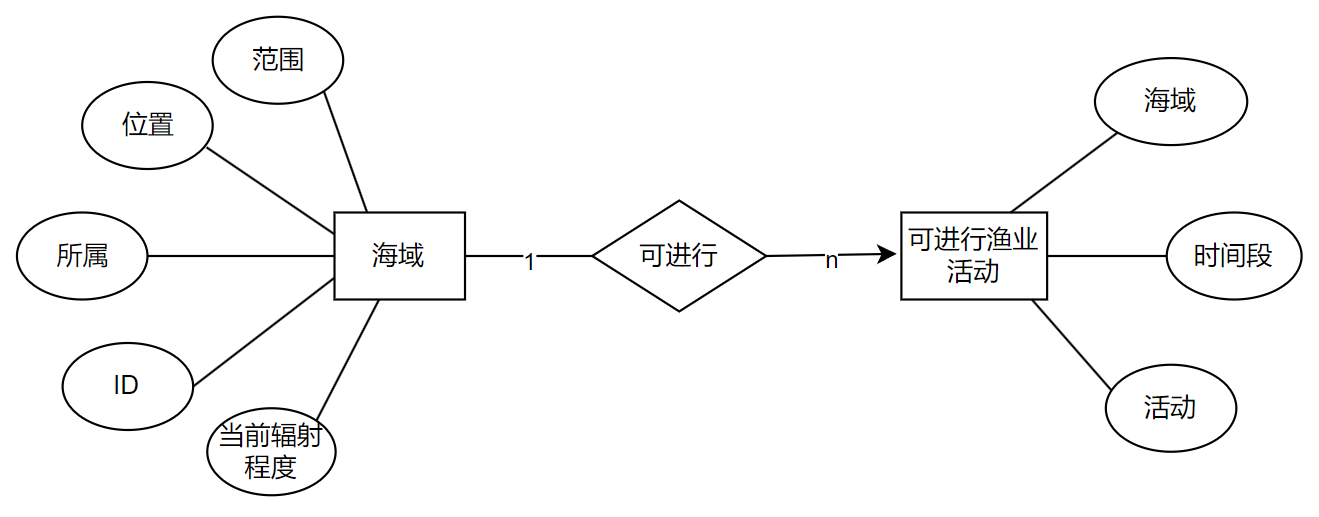 范围
位置
所属
ID
当前辐射
程度
海域
1
可进行
n
可进行渔业
活动
海域
时间段
活动